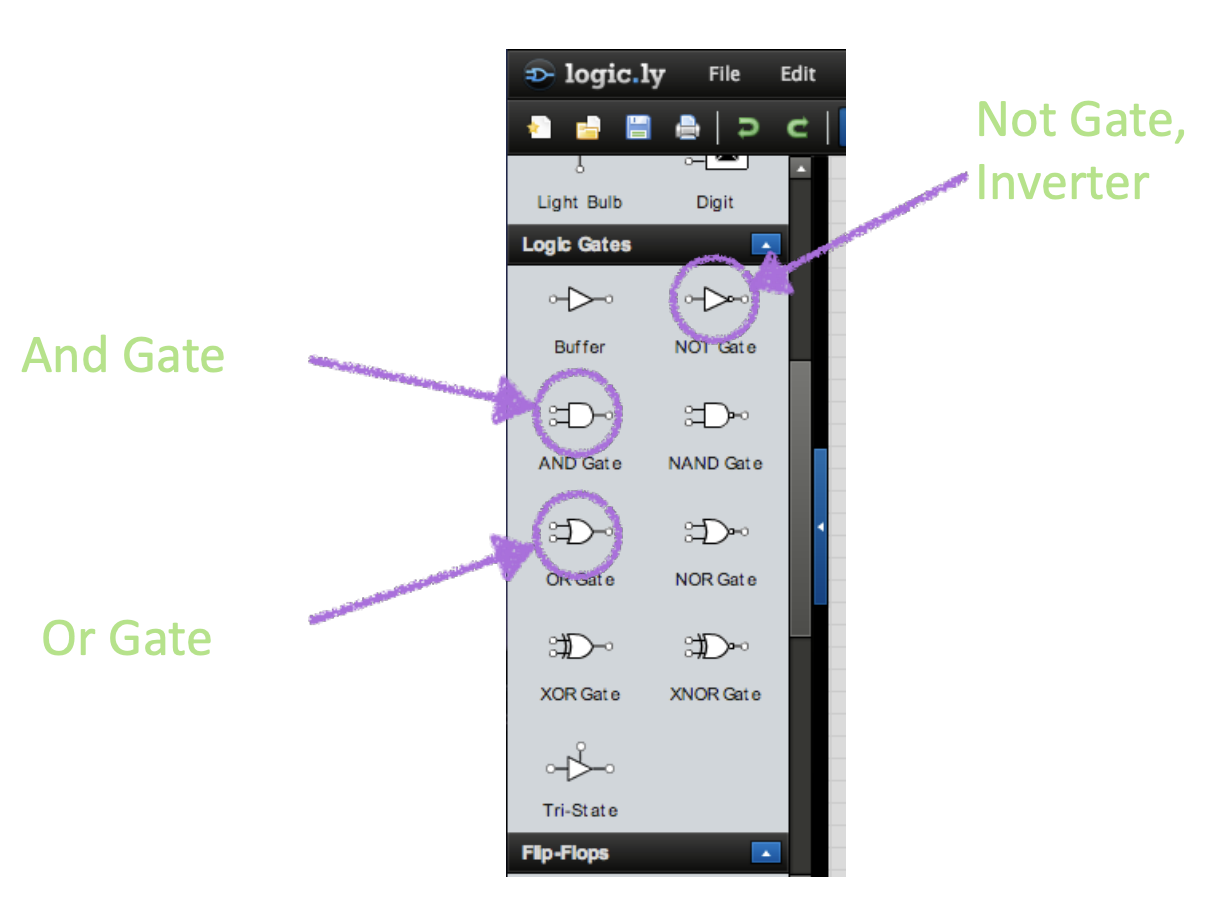 logic.ly File Edit
Not Gate,
Inverter
Light Bulb Digit
Logic Gates
Buffer NOT Gate
And Gate
AND Gate NAND Gate
OR Gate NOR Gate
Or Gate
XOR Gate XNOR Gate
Tri-State
Flip-Flops